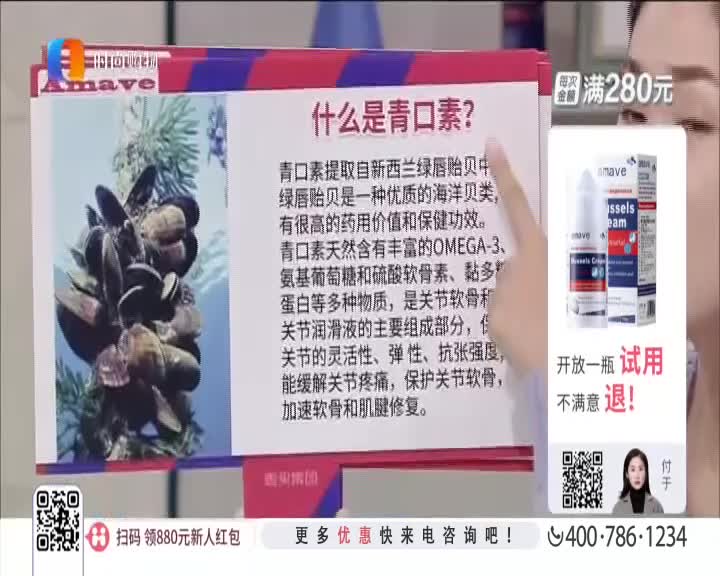 时尚购物
Amave
什么是青口素?
青口素提取自新西兰绿唇贻贝中
绿唇贻贝是一种优质的海洋贝类,
有很高的药用价值和保健功效。
青口素天然含有丰富的OMEGA-3、
氨基葡萄糖和硫酸软骨素、黏多
蛋白等多种物质，是关节软骨和
关节润滑液的主要组成部分，
关节的灵活性、弹性、抗张强度,
能缓解关节疼痛，保护关节软骨，
加速软骨和肌腱修复。
每次
金额
满280元
amave
amave
Mussels Cream
开放一瓶 试用
不满意 退!
付
于
扫码 领880元新人红包
更多优惠快来电咨询吧！
400·786·1234